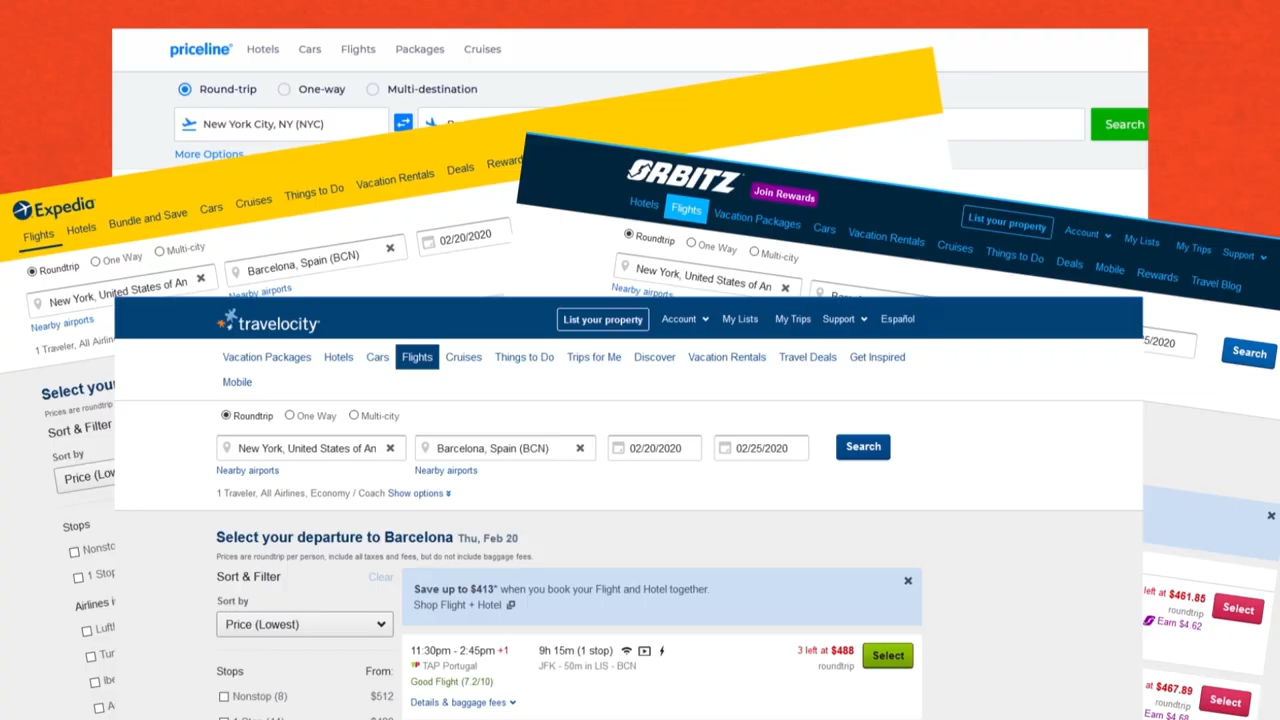 priceline® Hotels Cars Flights Packages Cruises
Round-trip One-way Multi-destination
New York City, NY (NYC)
Search
More Options
Expedia
Flights Hotels Bundle and Save Cars Cruises Things to Do Vacation Rentals Deals
Roundtrip One Way Multi-city
New York, United States of An Barcelona, Spain (BCN) 02/20/2020
Nearby airports Nearby airports
1 Traveler, All
Select your
Prices are roundtrip
Sort & Filter
Sort by
Price
Stops
1 Stop
Airlines
ORBITZ Join Rewards
List your property Account My Lists My Trips Support
Hotels Flights Vacation Packages Cars Vacation Rentals Cruises Things to Do Deals Mobile Rewards Travel Blog
Roundtrip One Way Multi-city
New York, United States of An
Nearby airports
5/2020 Search
travelocity
List your property Account My Lists My Trips Support Español
Vacation Packages Hotels Cars Flights Cruises Things to Do Trips for Me Discover Vacation Rentals Travel Deals Get Inspired
Mobile
Roundtrip One Way Multi-city
New York, United States of An Barcelona, Spain (BCN) 02/20/2020 02/25/2020 Search
Nearby airports Nearby airports
1 Traveler, All Airlines, Economy / Coach Show options
Select your departure to Barcelona Thu, Feb 20
Prices are roundtrip per person, include all taxes and fees, but do not include baggage fees.
Sort & Filter Clear
Sort by
Price (Lowest)
Stops From:
Nonstop (8) $512
Save up to $413* when you book your Flight and Hotel together.
Shop Flight + Hotel
11:30pm - 2:45pm +1 9h 15m (1 stop) 3 left at $488 Select
TAP Portugal JFK - 50m in LIS - BCN roundtrip
Good Flight (7.2/10)
Details & baggage fees
left at $461.85 Select
roundtrip
Earn $4.62
at $467.89 Select
roundtrip
Earn $4.68